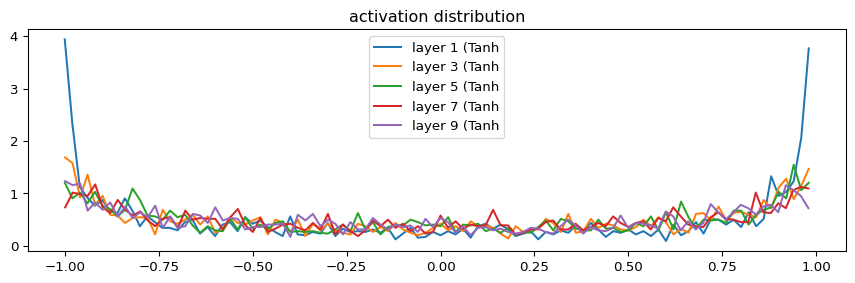 activation distribution
4
3
2
1
0
layer 1 (Tanh
layer 3 (Tanh
layer 5 (Tanh
layer 7 (Tanh
layer 9 (Tanh
−1.00 −0.75 −0.50 −0.25 0.00 0.25 0.50 0.75 1.00